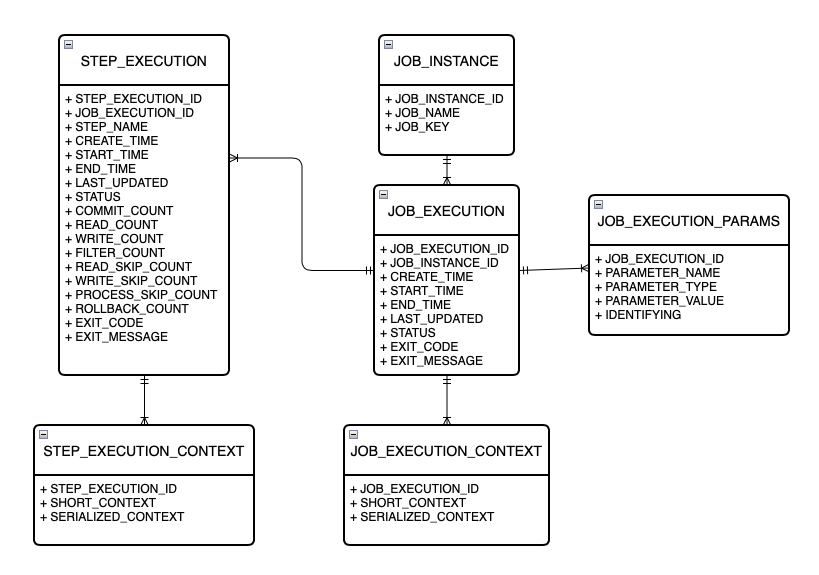 STEP_EXECUTION
+ STEP_EXECUTION_ID
+ JOB_EXECUTION_ID
+ STEP_NAME
+ CREATE_TIME
+ START_TIME
+ END_TIME
+ LAST_UPDATED
+ STATUS
+ COMMIT_COUNT
+ READ_COUNT
+ WRITE_COUNT
+ FILTER_COUNT
+ READ_SKIP_COUNT
+ WRITE_SKIP_COUNT
+ PROCESS_SKIP_COUNT
+ ROLLBACK_COUNT
+ EXIT_CODE
+ EXIT_MESSAGE
JOB_INSTANCE
+ JOB_INSTANCE_ID
+ JOB_NAME
+ JOB_KEY
JOB_EXECUTION
+ JOB_EXECUTION_ID
+ JOB_INSTANCE_ID
+ CREATE_TIME
+ START_TIME
+ END_TIME
+ LAST_UPDATED
+ STATUS
+ EXIT_CODE
+ EXIT_MESSAGE
JOB_EXECUTION_PARAMS
+ JOB_EXECUTION_ID
+ PARAMETER_NAME
+ PARAMETER_TYPE
+ PARAMETER_VALUE
+ IDENTIFYING
STEP_EXECUTION_CONTEXT
+ STEP_EXECUTION_ID
+ SHORT_CONTEXT
+ SERIALIZED_CONTEXT
JOB_EXECUTION_CONTEXT
+ JOB_EXECUTION_ID
+ SHORT_CONTEXT
+ SERIALIZED_CONTEXT